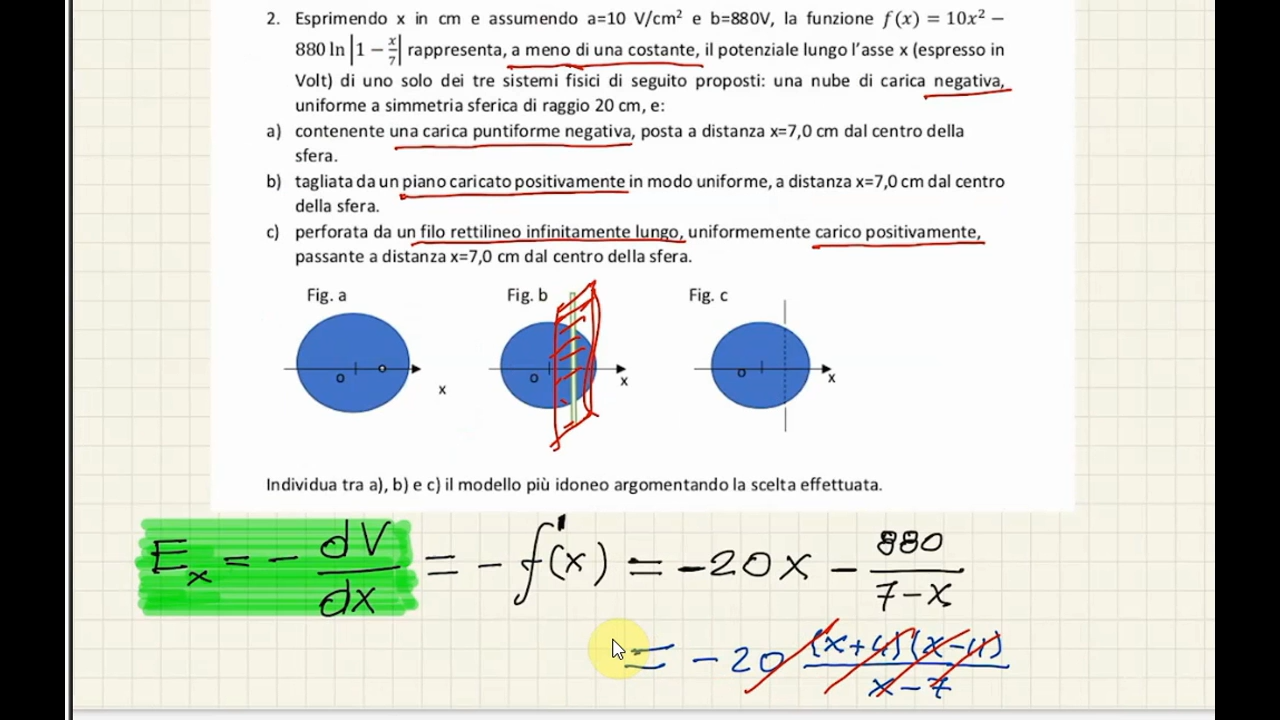 2. Esprimendo x in cm e assumendo a=10 V/cm² e b=880V, la funzione f(x) = 10x² −
880 ln |1 − x/7| rappresenta, a meno di una costante, il potenziale lungo l'asse x (espresso in
Volt) di uno solo dei tre sistemi fisici di seguito proposti: una nube di carica negativa,
uniforme a simmetria sferica di raggio 20 cm, e:
a) contenente una carica puntiforme negativa, posta a distanza x=7,0 cm dal centro della
sfera.
b) tagliata da un piano caricato positivamente in modo uniforme, a distanza x=7,0 cm dal centro
della sfera.
c) perforata da un filo rettilineo infinitamente lungo, uniformemente carico positivamente,
passante a distanza x=7,0 cm dal centro della sfera.
Fig. a Fig. b Fig. c
O x O x O x
Individua tra a), b) e c) il modello più idoneo argomentando la scelta effettuata.
Ex = − dV/dx = − f'(x) = −20x − 880/(7−x)
= −20 (x+4)(x−11)/(x−7)